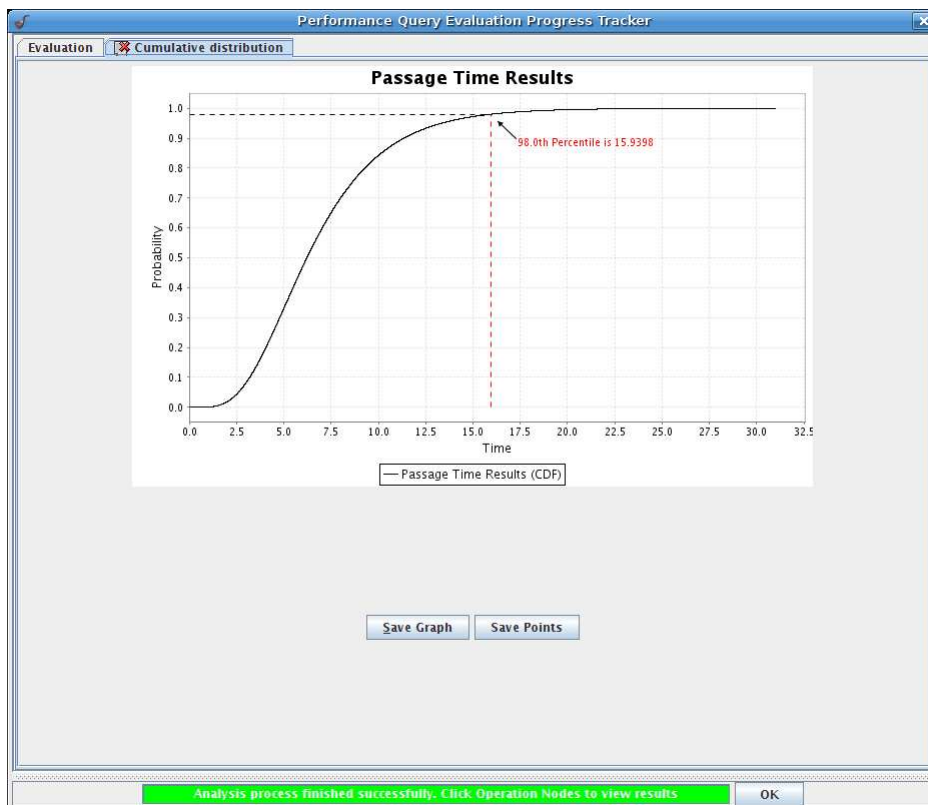 Performance Query Evaluation Progress Tracker
Evaluation
Cumulative distribution
Passage Time Results
1.0
0.9
0.8
0.7
0.6
0.5
0.4
0.3
0.2
0.1
0.0
Probability
98.0th Percentile is 15.9398
0.0 2.5 5.0 7.5 10.0 12.5 15.0 17.5 20.0 22.5 25.0 27.5 30.0 32.5
Time
Passage Time Results (CDF)
Save Graph
Save Points
Analysis process finished successfully. Click Operation Nodes to view results
OK